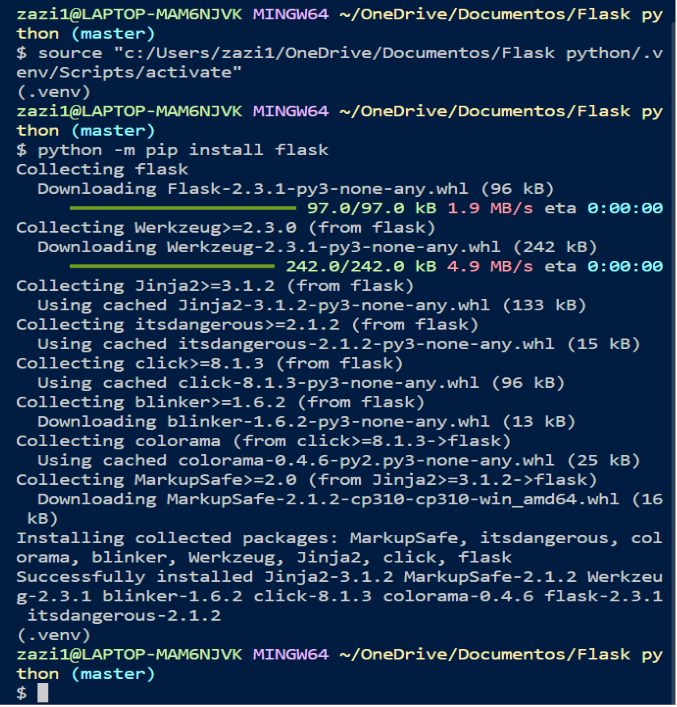 zazi1@LAPTOP-MAM6NJVK MINGW64 ~/OneDrive/Documentos/Flask py
thon (master)
$ source "c:/Users/zazi1/OneDrive/Documentos/Flask python/.v
env/Scripts/activate"
(.venv)
zazi1@LAPTOP-MAM6NJVK MINGW64 ~/OneDrive/Documentos/Flask py
thon (master)
$ python -m pip install flask
Collecting flask
  Downloading Flask-2.3.1-py3-none-any.whl (96 kB)
     97.0/97.0 kB 1.9 MB/s eta 0:00:00
Collecting Werkzeug>=2.3.0 (from flask)
  Downloading Werkzeug-2.3.1-py3-none-any.whl (242 kB)
     242.0/242.0 kB 4.9 MB/s eta 0:00:00
Collecting Jinja2>=3.1.2 (from flask)
  Using cached Jinja2-3.1.2-py3-none-any.whl (133 kB)
Collecting itsdangerous>=2.1.2 (from flask)
  Using cached itsdangerous-2.1.2-py3-none-any.whl (15 kB)
Collecting click>=8.1.3 (from flask)
  Using cached click-8.1.3-py3-none-any.whl (96 kB)
Collecting blinker>=1.6.2 (from flask)
  Downloading blinker-1.6.2-py3-none-any.whl (13 kB)
Collecting colorama (from click>=8.1.3->flask)
  Using cached colorama-0.4.6-py2.py3-none-any.whl (25 kB)
Collecting MarkupSafe>=2.0 (from Jinja2>=3.1.2->flask)
  Downloading MarkupSafe-2.1.2-cp310-cp310-win_amd64.whl (16
 kB)
Installing collected packages: MarkupSafe, itsdangerous, col
orama, blinker, Werkzeug, Jinja2, click, flask
Successfully installed Jinja2-3.1.2 MarkupSafe-2.1.2 Werkzeu
g-2.3.1 blinker-1.6.2 click-8.1.3 colorama-0.4.6 flask-2.3.1
 itsdangerous-2.1.2
(.venv)
zazi1@LAPTOP-MAM6NJVK MINGW64 ~/OneDrive/Documentos/Flask py
thon (master)
$